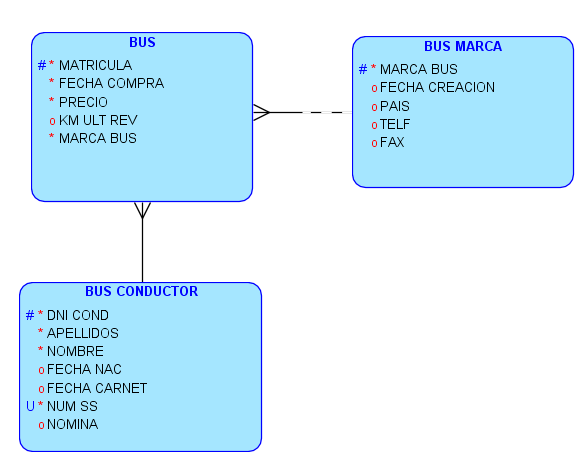 BUS
# * MATRICULA
* FECHA COMPRA
* PRECIO
o KM ULT REV
* MARCA BUS
BUS MARCA
# * MARCA BUS
o FECHA CREACION
o PAIS
o TELF
o FAX
BUS CONDUCTOR
# * DNI COND
* APELLIDOS
* NOMBRE
o FECHA NAC
o FECHA CARNET
U * NUM SS
o NOMINA